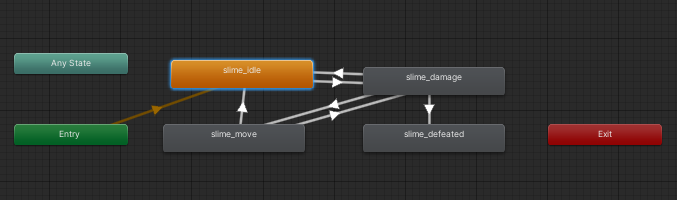 Any State
slime_idle
slime_damage
Entry
slime_move
slime_defeated
Exit